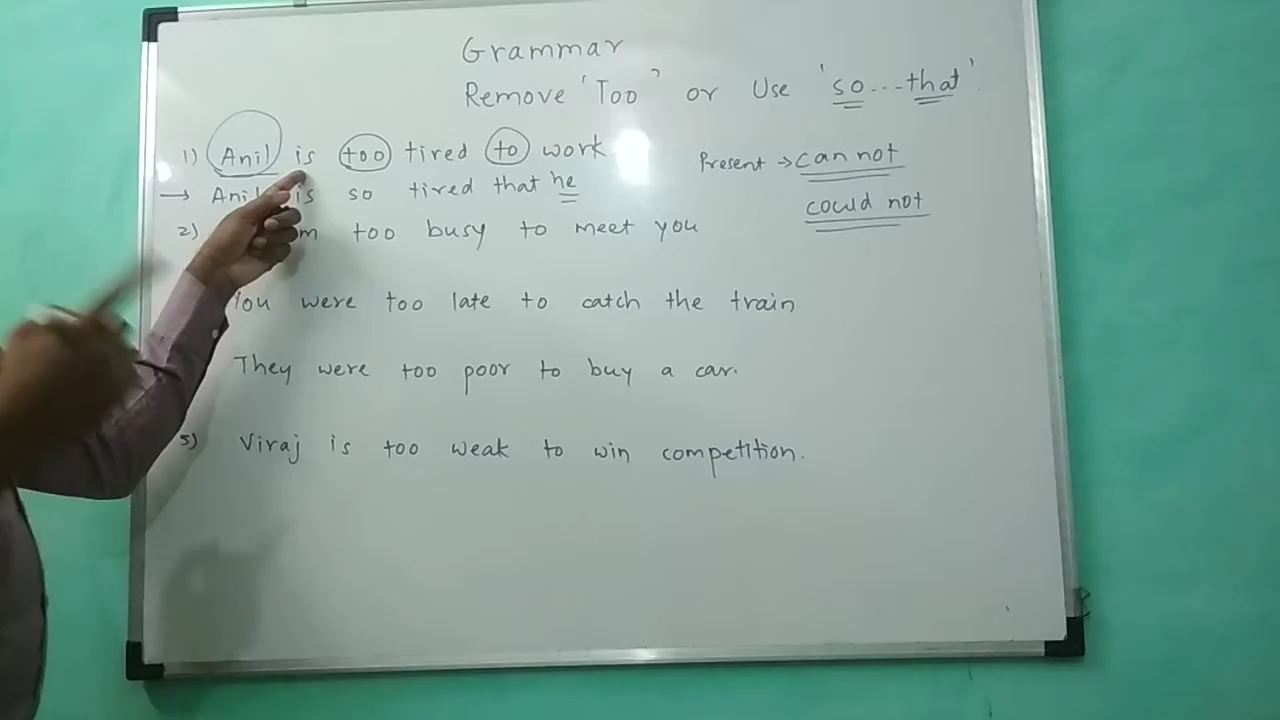 Grammar
Remove 'Too' or Use 'so...that'.
1) Anil is too tired to work
Present → can not
→ Anil is so tired that he
could not
2) too busy to meet you
You were too late to catch the train
They were too poor to buy a car.
5) Viraj is too weak to win competition.